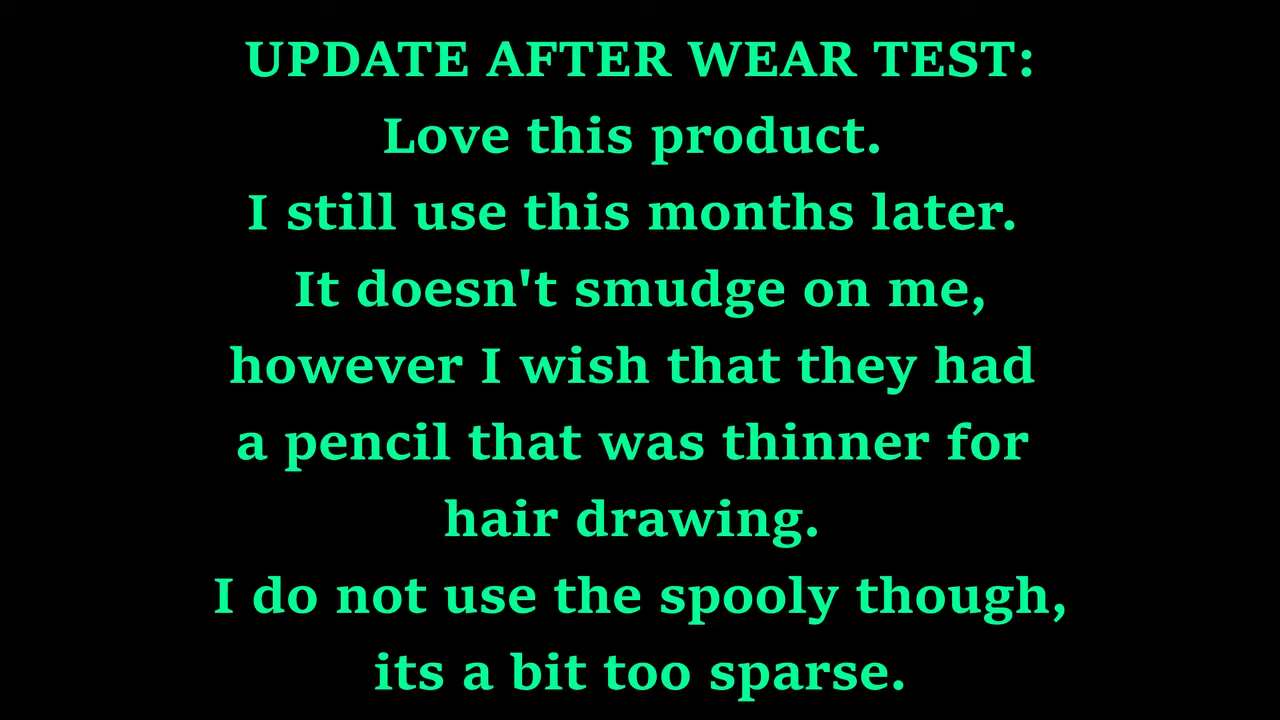 UPDATE AFTER WEAR TEST:
Love this product.
I still use this months later.
It doesn't smudge on me,
however I wish that they had
a pencil that was thinner for
hair drawing.
I do not use the spooly though,
its a bit too sparse.